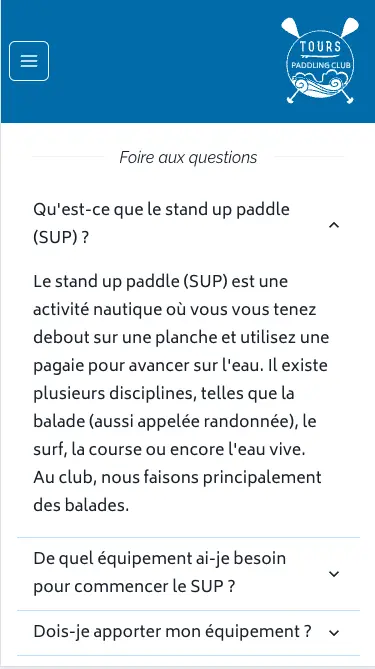 TOURS
PADDLING CLUB
Foire aux questions
Qu'est-ce que le stand up paddle
(SUP) ?
Le stand up paddle (SUP) est une
activité nautique où vous vous tenez
debout sur une planche et utilisez une
pagaie pour avancer sur l'eau. Il existe
plusieurs disciplines, telles que la
balade (aussi appelée randonnée), le
surf, la course ou encore l'eau vive.
Au club, nous faisons principalement
des balades.
De quel équipement ai-je besoin
pour commencer le SUP ?
Dois-je apporter mon équipement ?